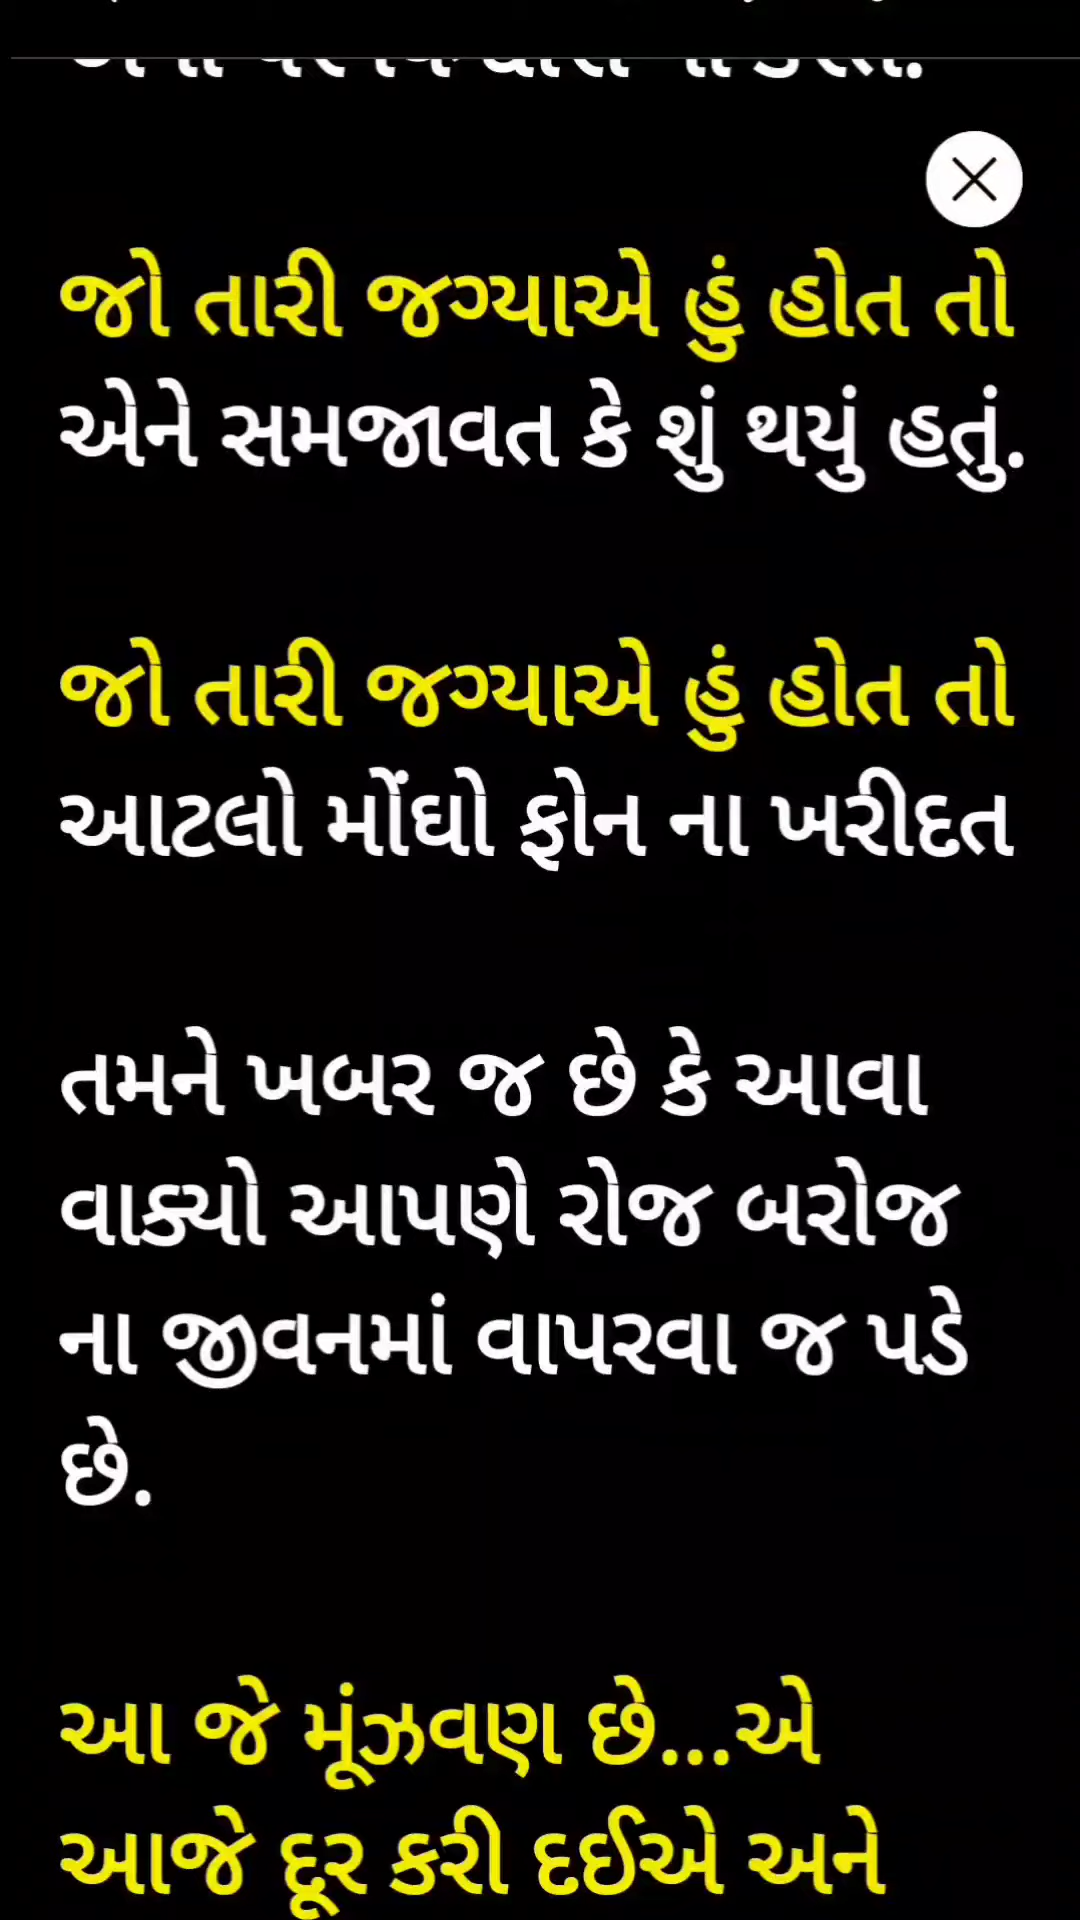 જો તારી જગ્યાએ હું હોત તો
એને સમજાવત કે શું થયું હતું.
જો તારી જગ્યાએ હું હોત તો
આટલો મોંઘો ફોન ના ખરીદત
તમને ખબર જ છે કે આવા
વાક્યો આપણે રોજ બરોજ
ના જીવનમાં વાપરવા જ પડે
છે.
આ જે મૂંઝવણ છે...એ
આજે દૂર કરી દઈએ અને